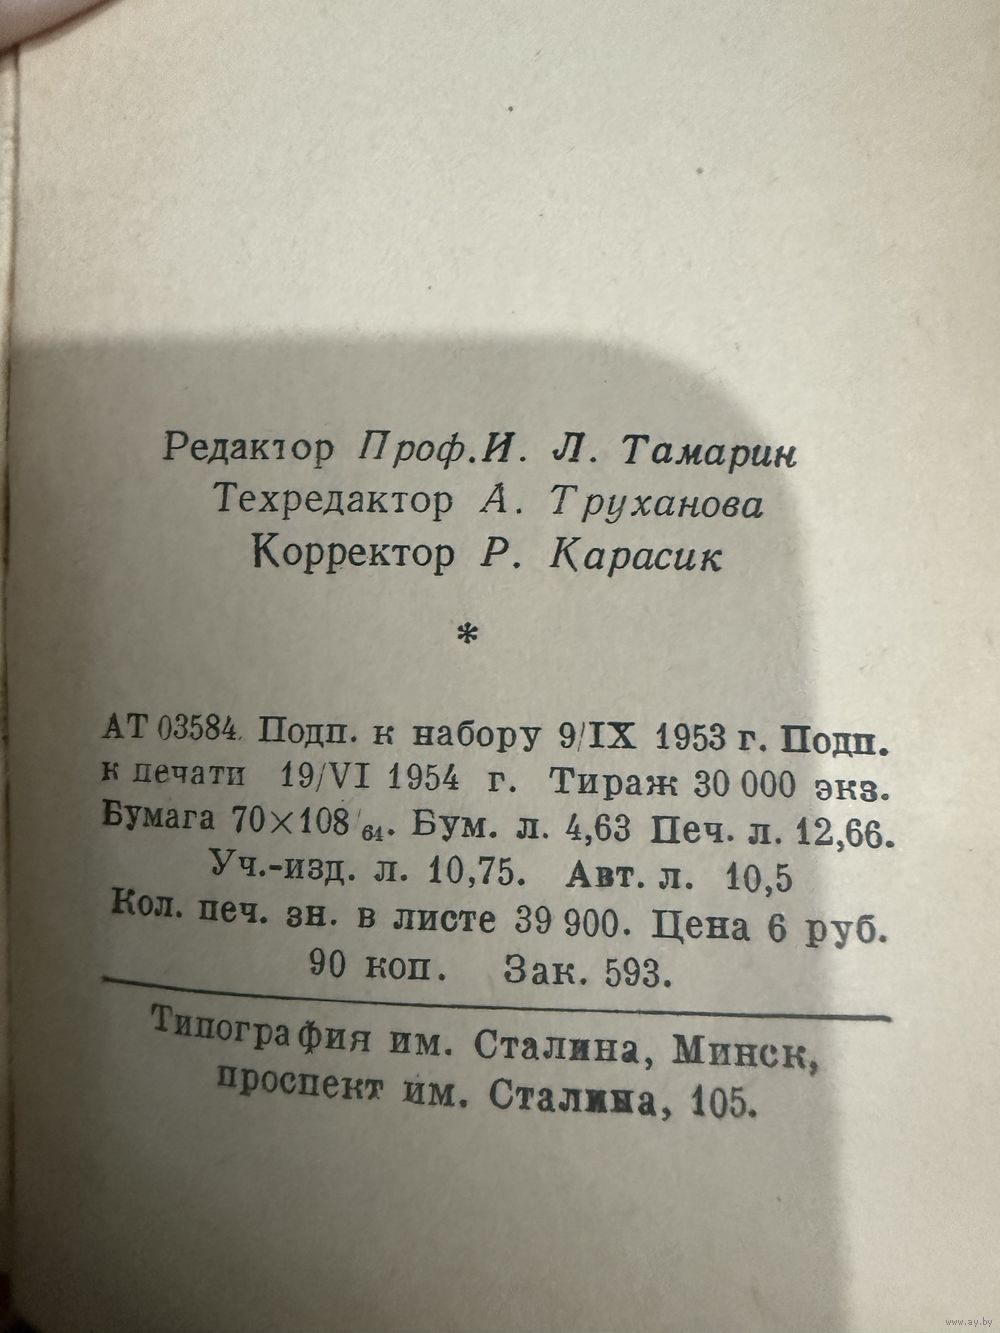 Редактор Проф. И. Л. Тамарин
Техредактор А. Труханова
Корректор Р. Карасик
*
АТ 03584. Подп. к набору 9/IX 1953 г. Подп.
к печати 19/VI 1954 г. Тираж 30 000 экз.
Бумага 70×108/64. Бум. л. 4,63 Печ. л. 12,66.
Уч.-изд. л. 10,75. Авт. л. 10,5
Кол. печ. зн. в листе 39 900. Цена 6 руб.
90 коп. Зак. 593.
Типография им. Сталина, Минск,
проспект им. Сталина, 105.
www.ay.by